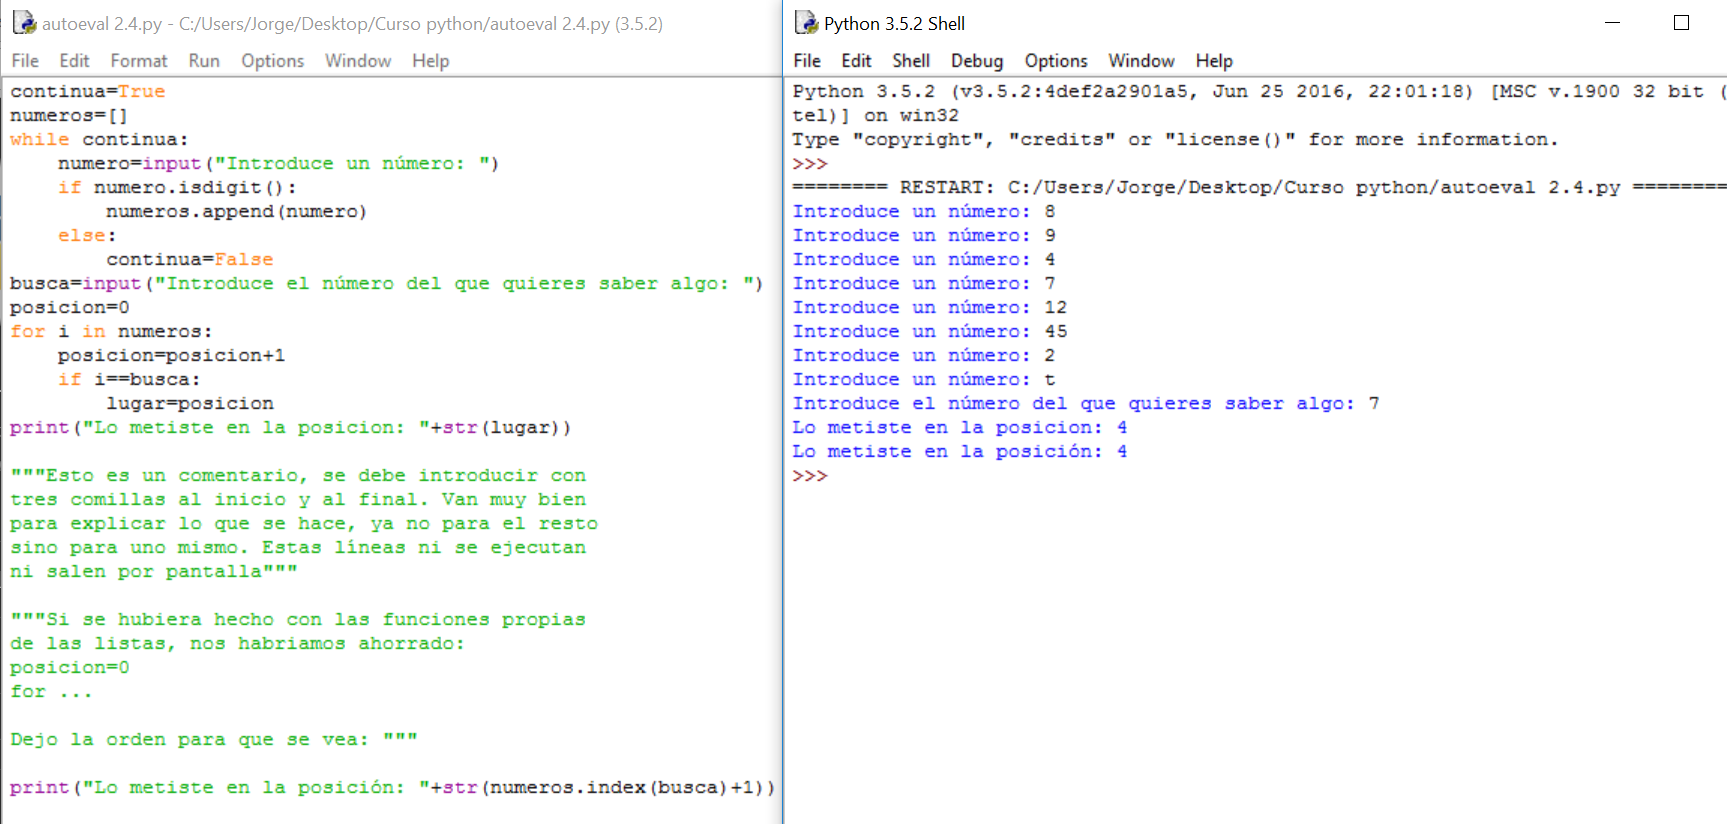 autoeval 2.4.py - C:/Users/Jorge/Desktop/Curso python/autoeval 2.4.py (3.5.2)
File Edit Format Run Options Window Help
continua=True
numeros=[]
while continua:
    numero=input("Introduce un número: ")
    if numero.isdigit():
        numeros.append(numero)
    else:
        continua=False
busca=input("Introduce el número del que quieres saber algo: ")
posicion=0
for i in numeros:
    posicion=posicion+1
    if i==busca:
        lugar=posicion
print("Lo metiste en la posicion: "+str(lugar))
"""Esto es un comentario, se debe introducir con
tres comillas al inicio y al final. Van muy bien
para explicar lo que se hace, ya no para el resto
sino para uno mismo. Estas líneas ni se ejecutan
ni salen por pantalla"""
"""Si se hubiera hecho con las funciones propias
de las listas, nos habriamos ahorrado:
posicion=0
for ...
Dejo la orden para que se vea: """
print("Lo metiste en la posición: "+str(numeros.index(busca)+1))
Python 3.5.2 Shell
File Edit Shell Debug Options Window Help
Python 3.5.2 (v3.5.2:4def2a2901a5, Jun 25 2016, 22:01:18) [MSC v.1900 32 bit (
tel)] on win32
Type "copyright", "credits" or "license()" for more information.
>>>
======== RESTART: C:/Users/Jorge/Desktop/Curso python/autoeval 2.4.py ========
Introduce un número: 8
Introduce un número: 9
Introduce un número: 4
Introduce un número: 7
Introduce un número: 12
Introduce un número: 45
Introduce un número: 2
Introduce un número: t
Introduce el número del que quieres saber algo: 7
Lo metiste en la posicion: 4
Lo metiste en la posición: 4
>>>